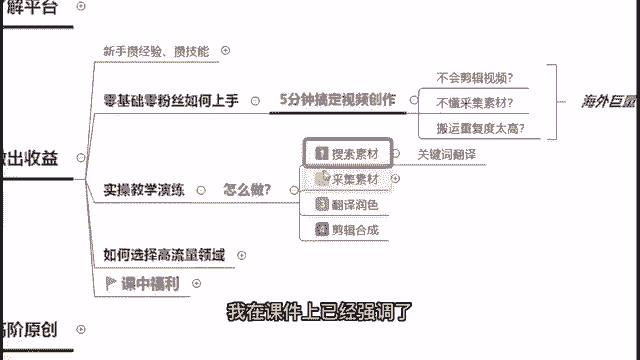 解平台
新手攒经验、攒技能
零基础零粉丝如何上手
5分钟搞定视频创作
不会剪辑视频?
不懂采集素材?
搬运重复度太高?
海外巨量
出收益
实操教学演练
怎么做?
1 搜索素材
关键词翻译
采集素材
3 翻译润色
4 剪辑合成
如何选择高流量领域
课中福利
阶原创
我在课件上已经强调了